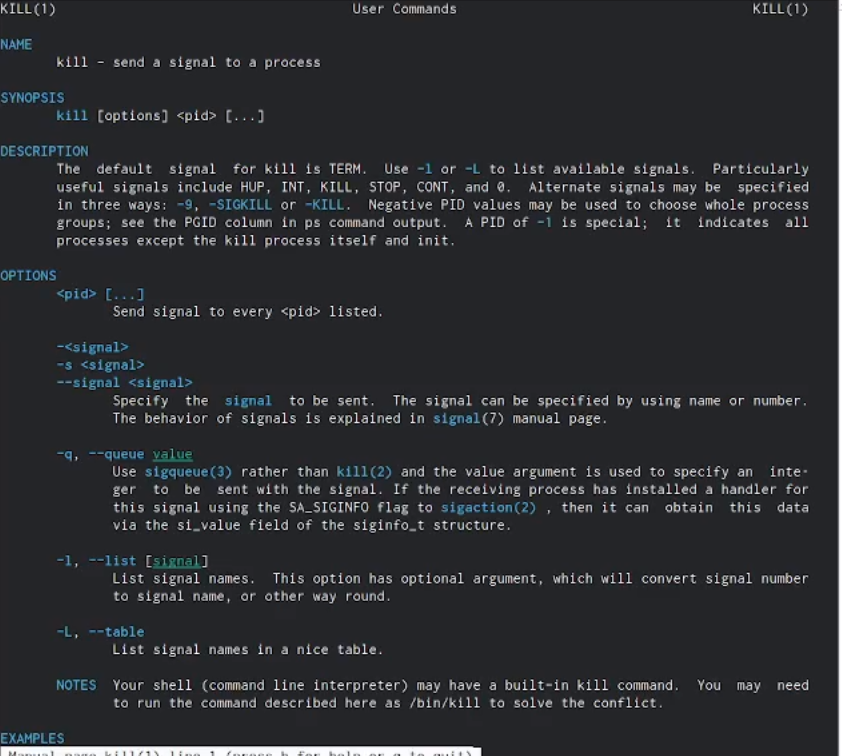 KILL(1) User Commands KILL(1)
NAME
kill - send a signal to a process
SYNOPSIS
kill [options] <pid> [...]
DESCRIPTION
The default signal for kill is TERM. Use -l or -L to list available signals. Particularly
useful signals include HUP, INT, KILL, STOP, CONT, and 0. Alternate signals may be specified
in three ways: -9, -SIGKILL or -KILL. Negative PID values may be used to choose whole process
groups; see the PGID column in ps command output. A PID of -1 is special; it indicates all
processes except the kill process itself and init.
OPTIONS
<pid> [...]
Send signal to every <pid> listed.
-<signal>
-s <signal>
--signal <signal>
Specify the signal to be sent. The signal can be specified by using name or number.
The behavior of signals is explained in signal(7) manual page.
-q, --queue value
Use sigqueue(3) rather than kill(2) and the value argument is used to specify an inte-
ger to be sent with the signal. If the receiving process has installed a handler for
this signal using the SA_SIGINFO flag to sigaction(2) , then it can obtain this data
via the si_value field of the siginfo_t structure.
-l, --list [signal]
List signal names. This option has optional argument, which will convert signal number
to signal name, or other way round.
-L, --table
List signal names in a nice table.
NOTES Your shell (command line interpreter) may have a built-in kill command. You may need
to run the command described here as /bin/kill to solve the conflict.
EXAMPLES
Manual page kill(1) line 1 (press h for help or q to quit)